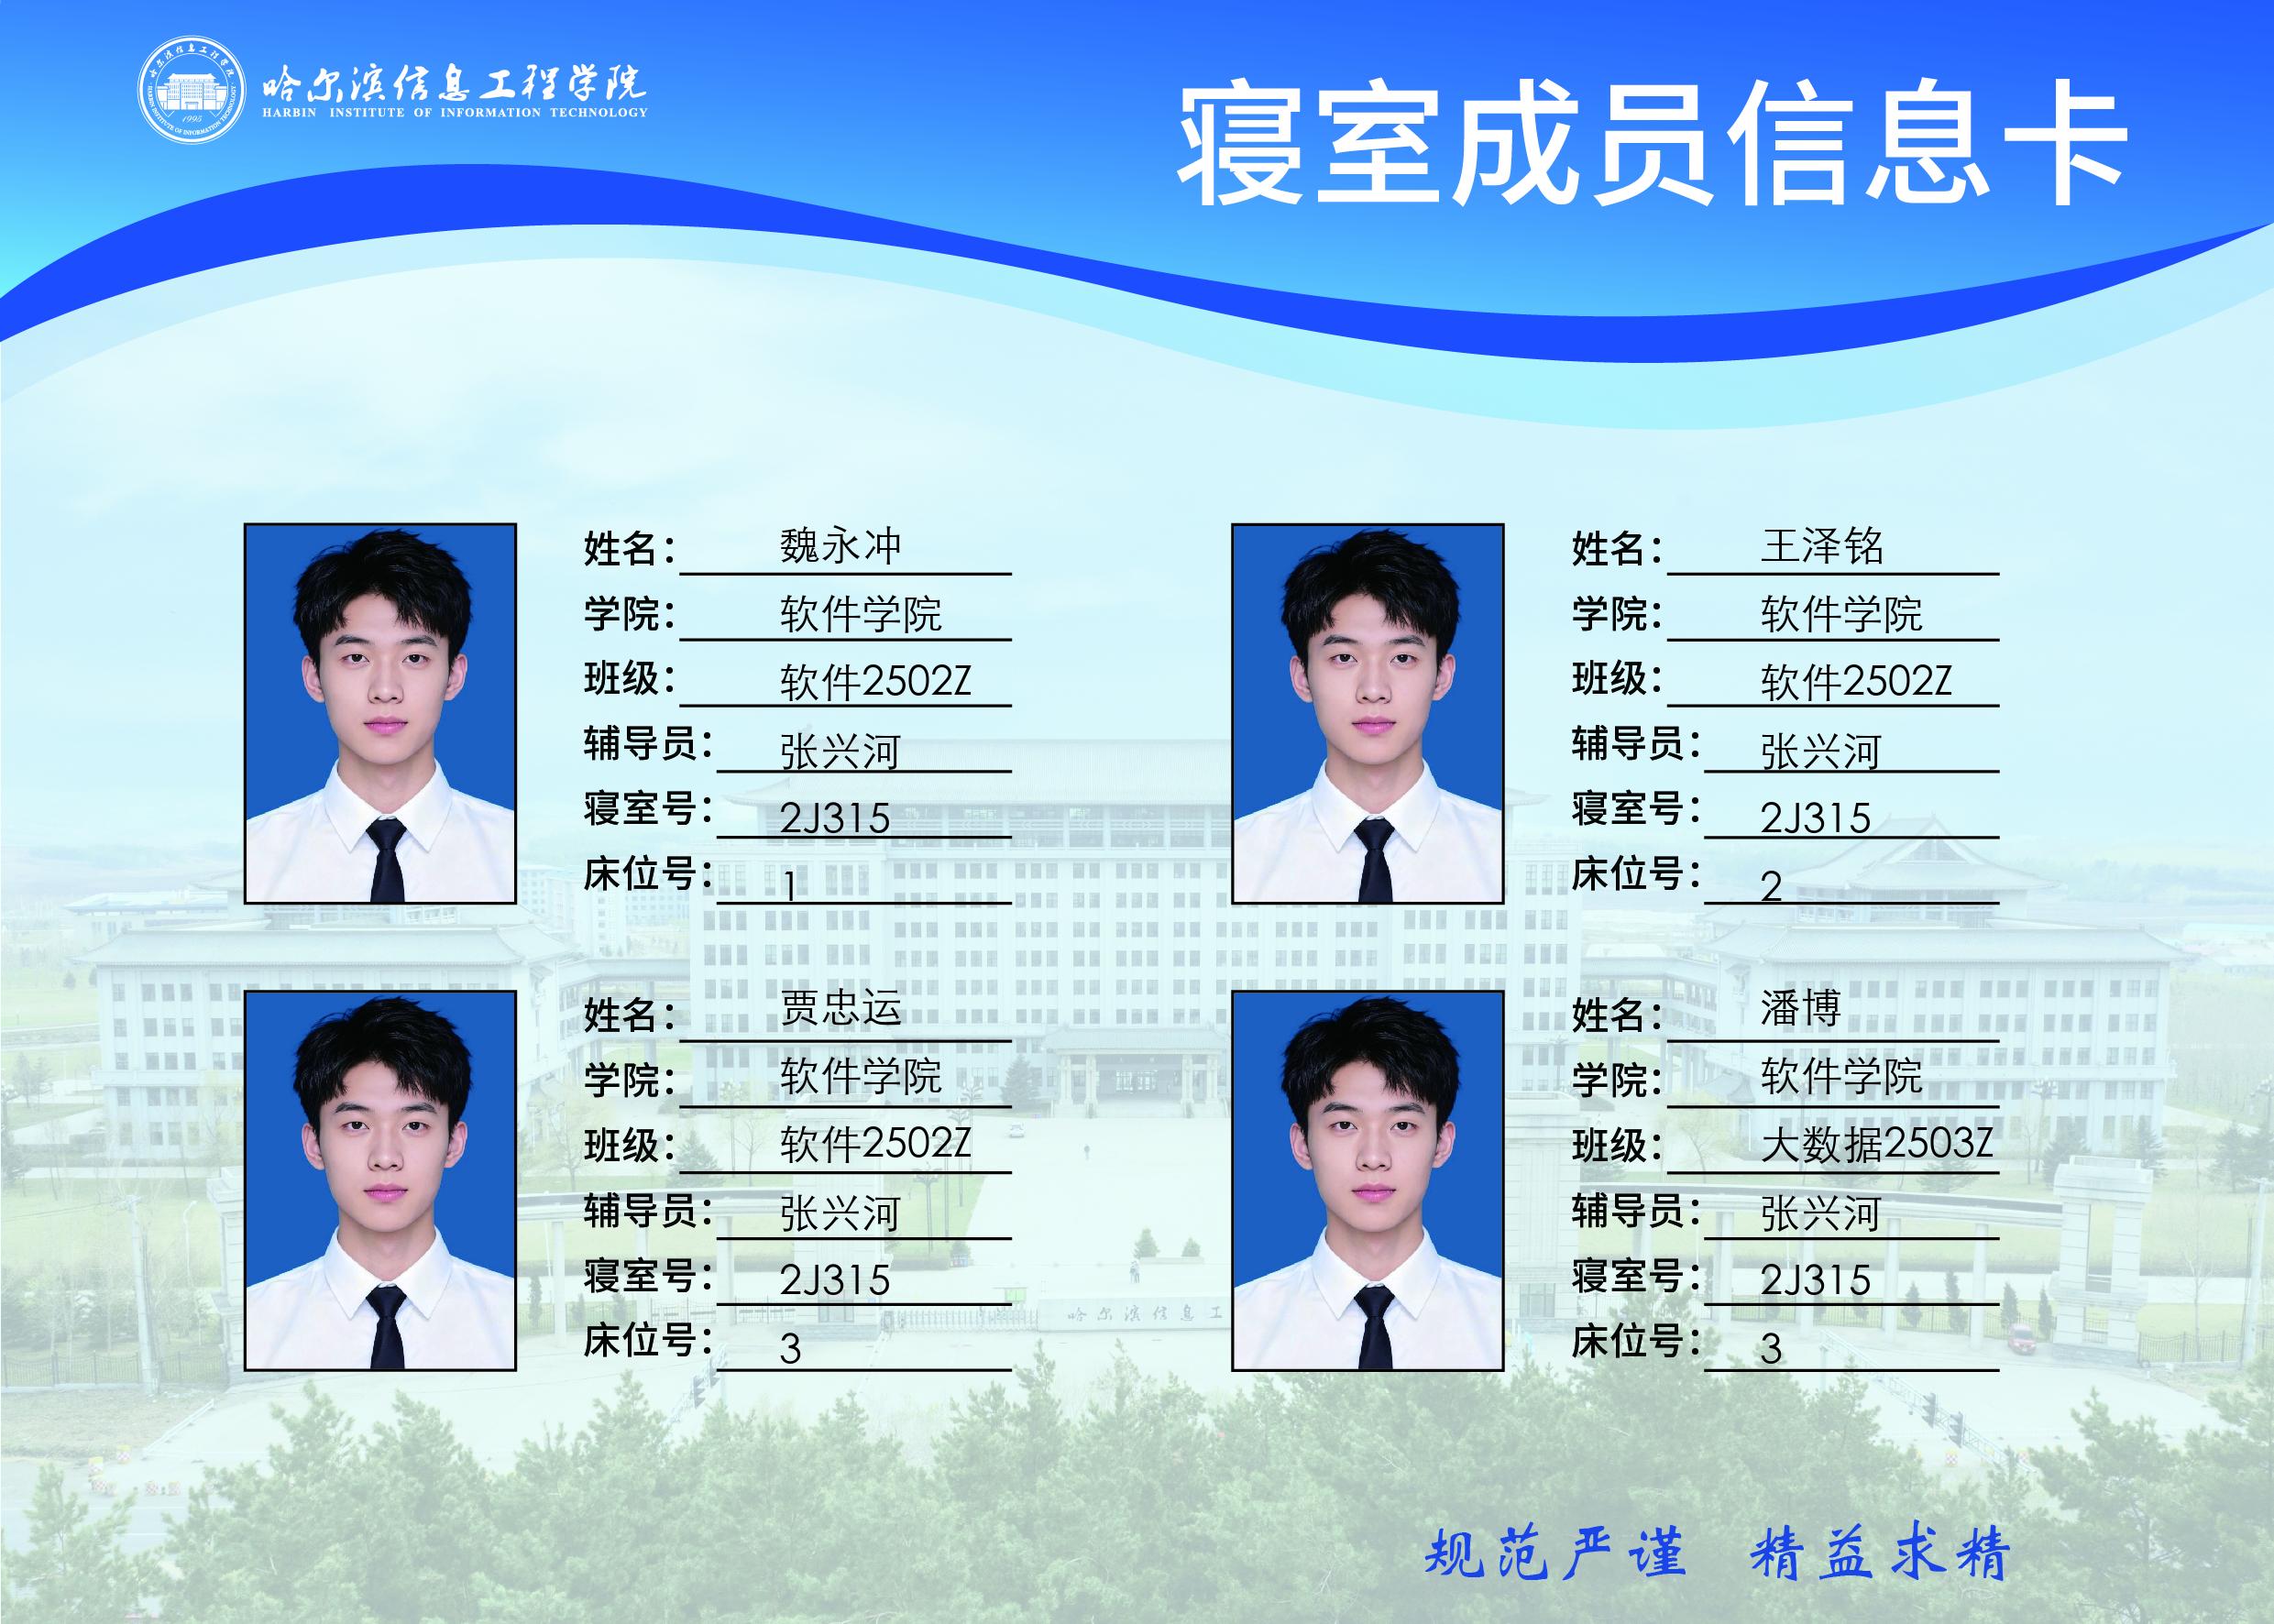 哈尔滨信息工程学院
HARBIN INSTITUTE OF INFORMATION TECHNOLOGY
1995
寝室成员信息卡
姓名: 魏永冲
学院: 软件学院
班级: 软件2502Z
辅导员: 张兴河
寝室号: 2J315
床位号: 1
姓名: 王泽铭
学院: 软件学院
班级: 软件2502Z
辅导员: 张兴河
寝室号: 2J315
床位号: 2
姓名: 贾忠运
学院: 软件学院
班级: 软件2502Z
辅导员: 张兴河
寝室号: 2J315
床位号: 3
姓名: 潘博
学院: 软件学院
班级: 大数据2503Z
辅导员: 张兴河
寝室号: 2J315
床位号: 3
哈尔滨信息工
规范严谨 精益求精